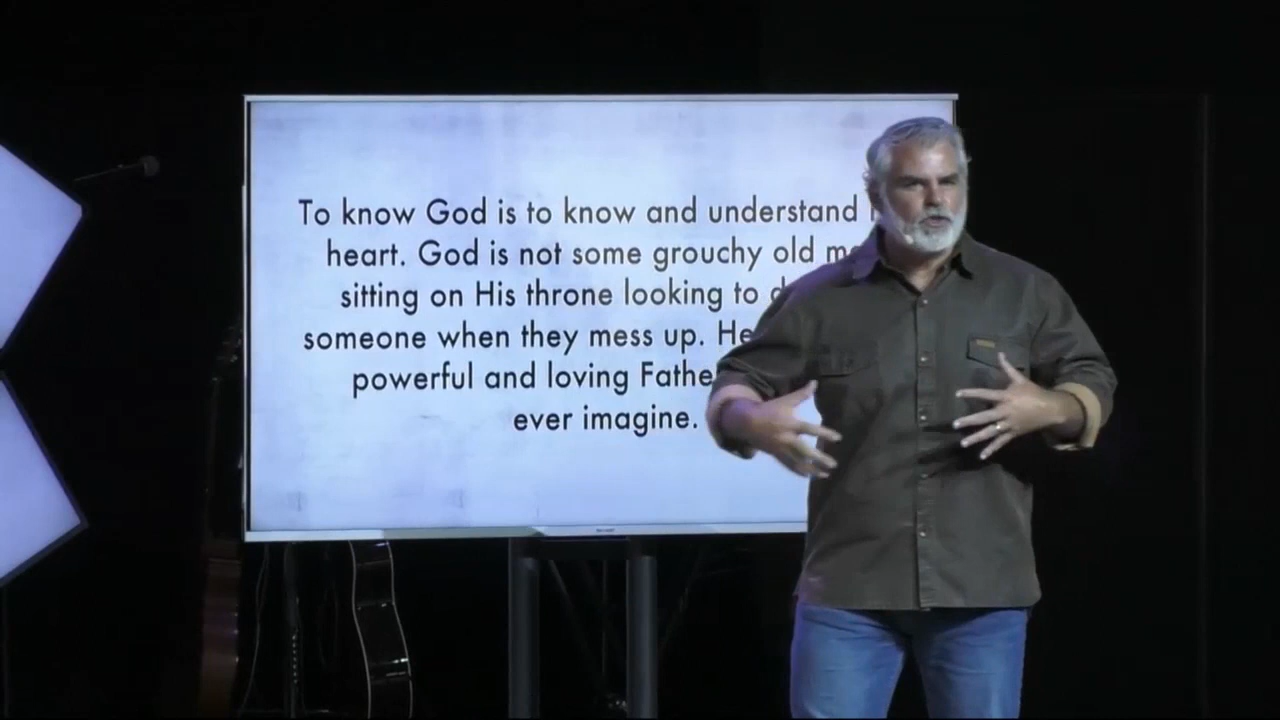 To know God is to know and understand
heart. God is not some grouchy old
sitting on His throne looking to
someone when they mess up. He
powerful and loving
ever imagine.